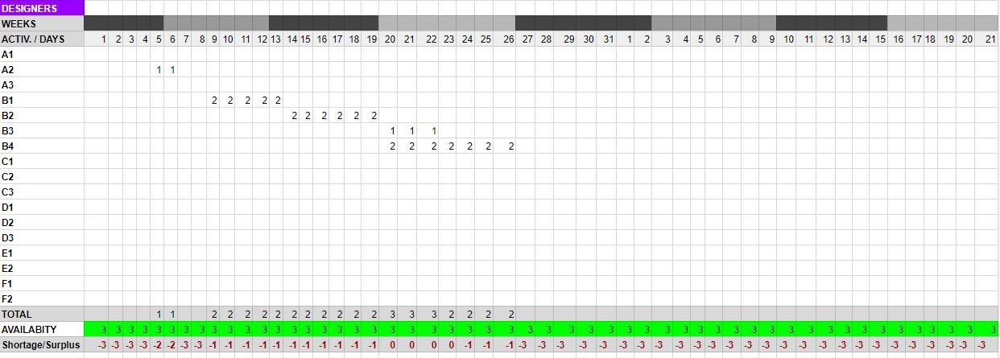 DESIGNERS
WEEKS
ACTIV. / DAYS 1 2 3 4 5 6 7 8 9 10 11 12 13 14 15 16 17 18 19 20 21 22 23 24 25 26 27 28 29 30 31 1 2 3 4 5 6 7 8 9 10 11 12 13 14 15 16 17 18 19 20 21
A1
A2 1 1
A3
B1 2 2 2 2 2
B2 2 2 2 2 2 2
B3 1 1 1
B4 2 2 2 2 2 2 2
C1
C2
C3
D1
D2
D3
E1
E2
F1
F2
TOTAL 1 1 2 2 2 2 2 2 2 2 2 2 2 3 3 3 2 2 2 2
AVAILABITY 3 3 3 3 3 3 3 3 3 3 3 3 3 3 3 3 3 3 3 3 3 3 3 3 3 3 3 3 3 3 3 3 3 3 3 3 3 3 3 3 3 3 3 3 3 3 3 3 3 3 3 3
Shortage/Surplus -3 -3 -3 -3 -2 -2 -3 -3 -1 -1 -1 -1 -1 -1 -1 -1 -1 -1 -1 0 0 0 0 -1 -1 -1 -3 -3 -3 -3 -3 -3 -3 -3 -3 -3 -3 -3 -3 -3 -3 -3 -3 -3 -3 -3 -3 -3 -3 -3 -3 -3